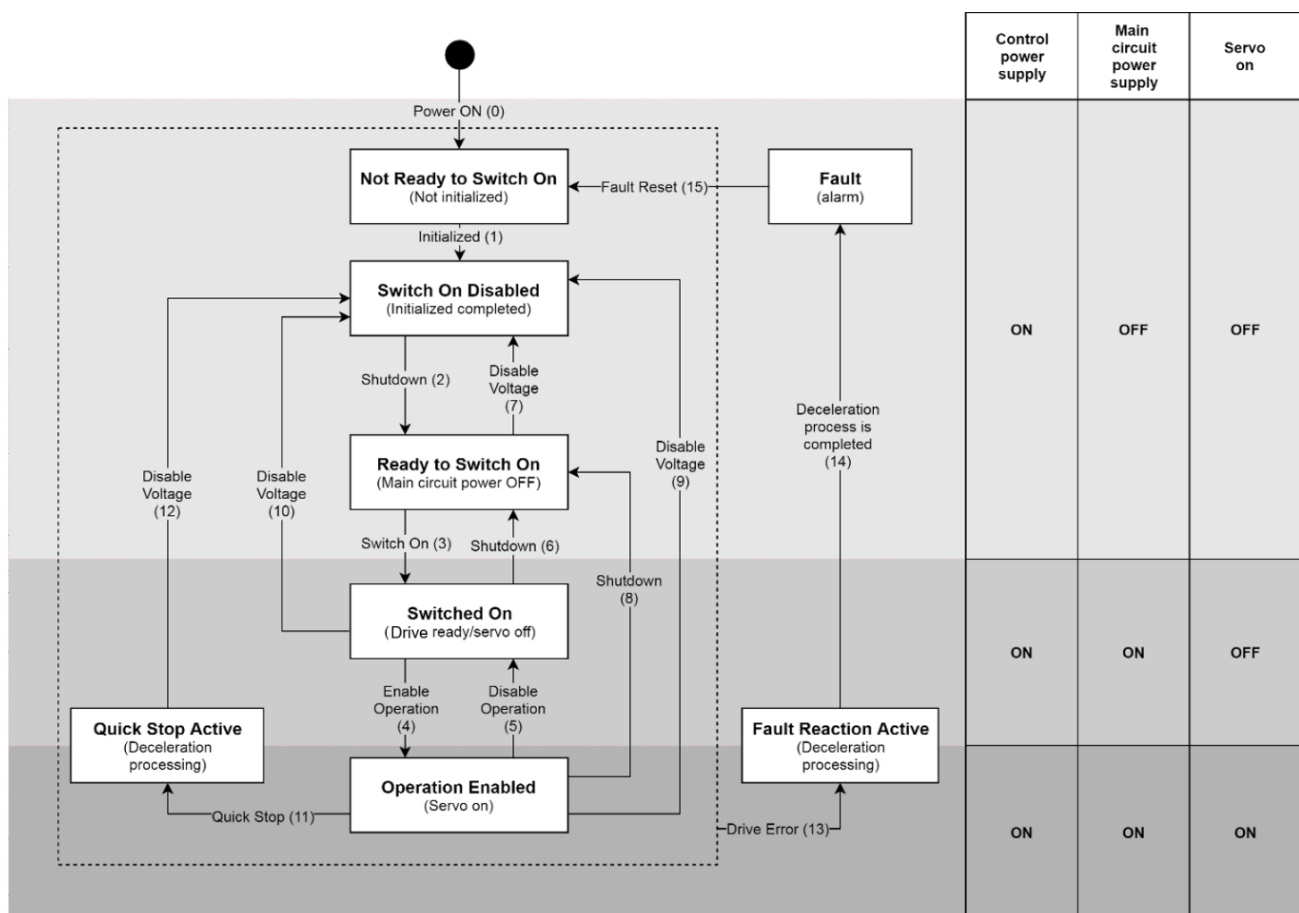 Control
power
supply
Main
circuit
power
supply
Servo
on
Power ON (0)
Not Ready to Switch On
(Not initialized)
Fault Reset (15)
Fault
(alarm)
Initialized (1)
Switch On Disabled
(Initialized completed)
ON
OFF
OFF
Shutdown (2)
Disable
Voltage
(7)
Deceleration
process is
completed
(14)
Ready to Switch On
(Main circuit power OFF)
Disable
Voltage
(9)
Disable
Voltage
(12)
Disable
Voltage
(10)
Switch On (3)
Shutdown (6)
Shutdown
(8)
Switched On
(Drive ready/servo off)
ON
ON
OFF
Enable
Operation
(4)
Disable
Operation
(5)
Quick Stop Active
(Deceleration
processing)
Fault Reaction Active
(Deceleration
processing)
Operation Enabled
(Servo on)
Quick Stop (11)
Drive Error (13)
ON
ON
ON